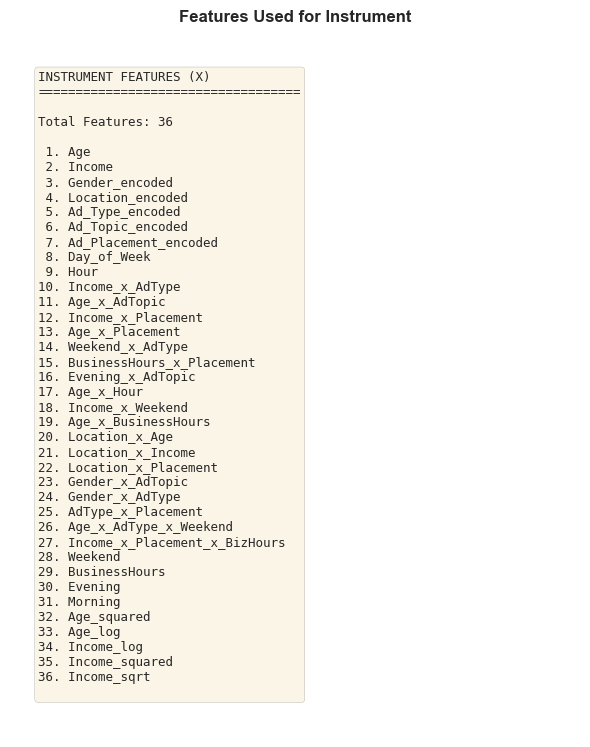 Features Used for Instrument
INSTRUMENT FEATURES (X)
===================================
Total Features: 36
1. Age
2. Income
3. Gender_encoded
4. Location_encoded
5. Ad_Type_encoded
6. Ad_Topic_encoded
7. Ad_Placement_encoded
8. Day_of_Week
9. Hour
10. Income_x_AdType
11. Age_x_AdTopic
12. Income_x_Placement
13. Age_x_Placement
14. Weekend_x_AdType
15. BusinessHours_x_Placement
16. Evening_x_AdTopic
17. Age_x_Hour
18. Income_x_Weekend
19. Age_x_BusinessHours
20. Location_x_Age
21. Location_x_Income
22. Location_x_Placement
23. Gender_x_AdTopic
24. Gender_x_AdType
25. AdType_x_Placement
26. Age_x_AdType_x_Weekend
27. Income_x_Placement_x_BizHours
28. Weekend
29. BusinessHours
30. Evening
31. Morning
32. Age_squared
33. Age_log
34. Income_log
35. Income_squared
36. Income_sqrt